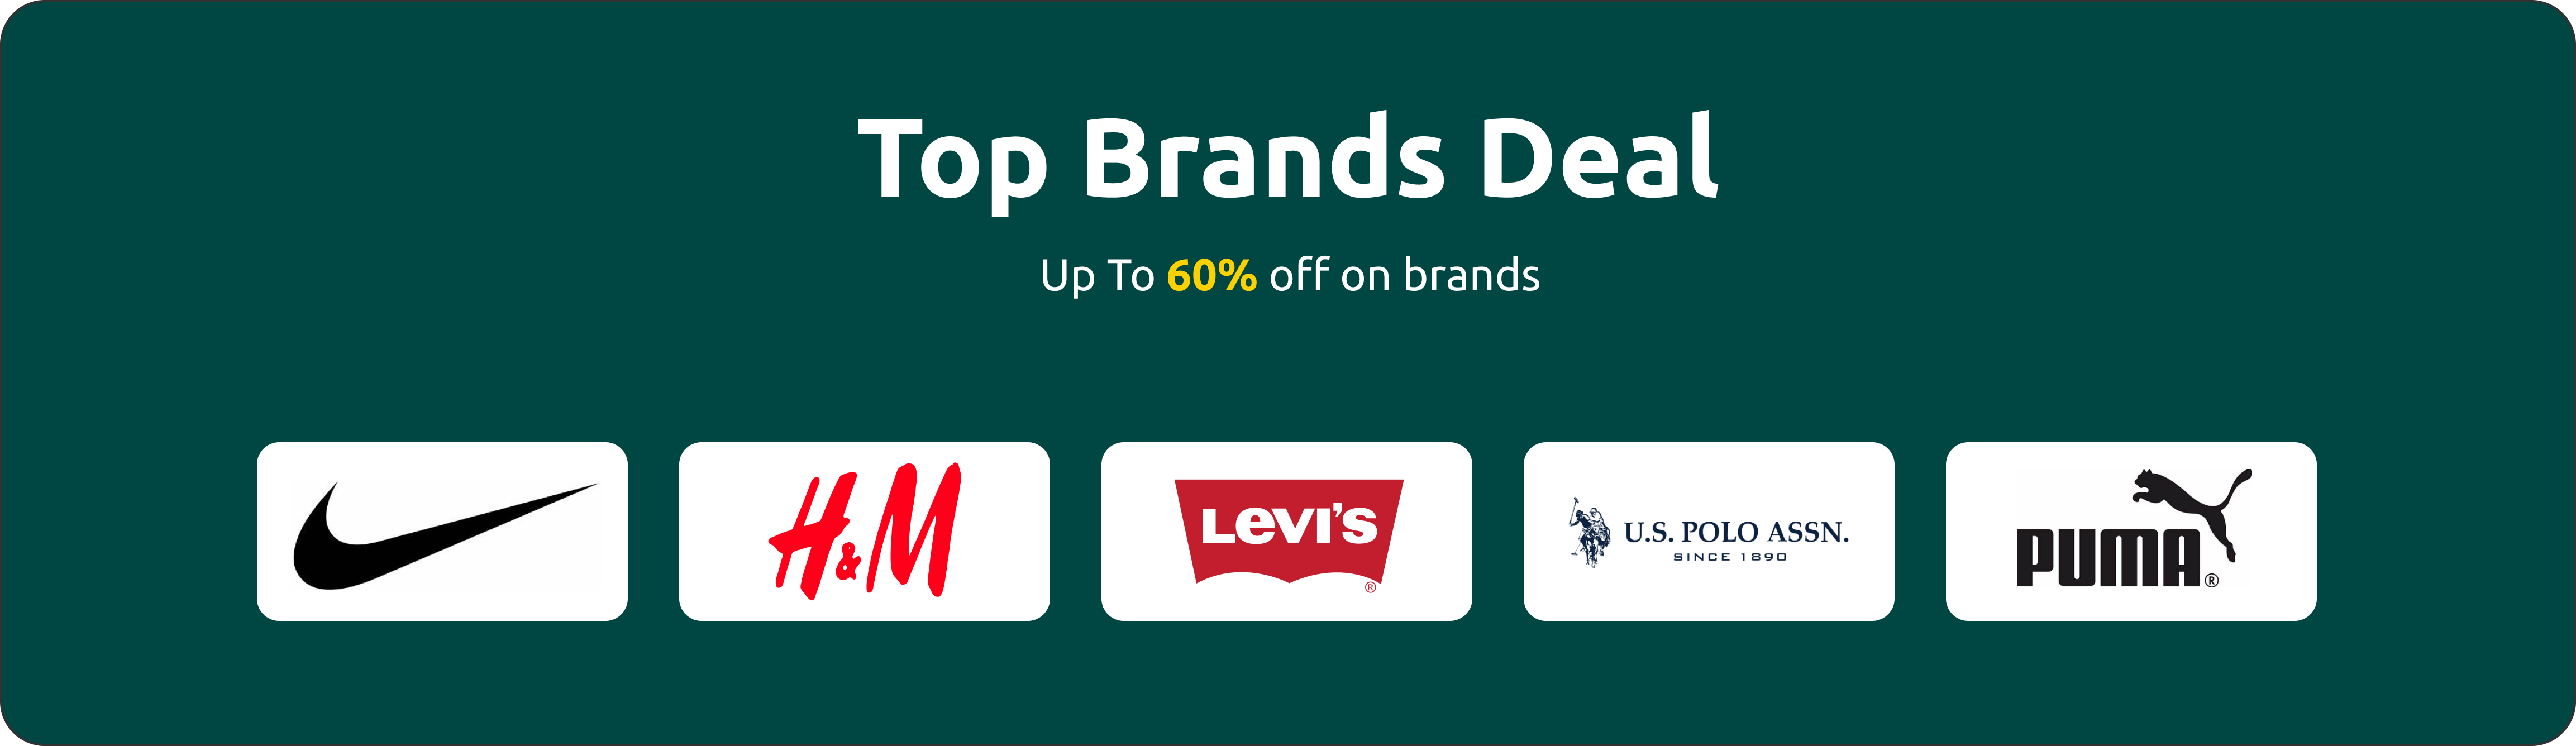 Top Brands Deal
Up To 60% off on brands
H&M
Levi's®
U.S. POLO ASSN.
SINCE 1890
PUMA®